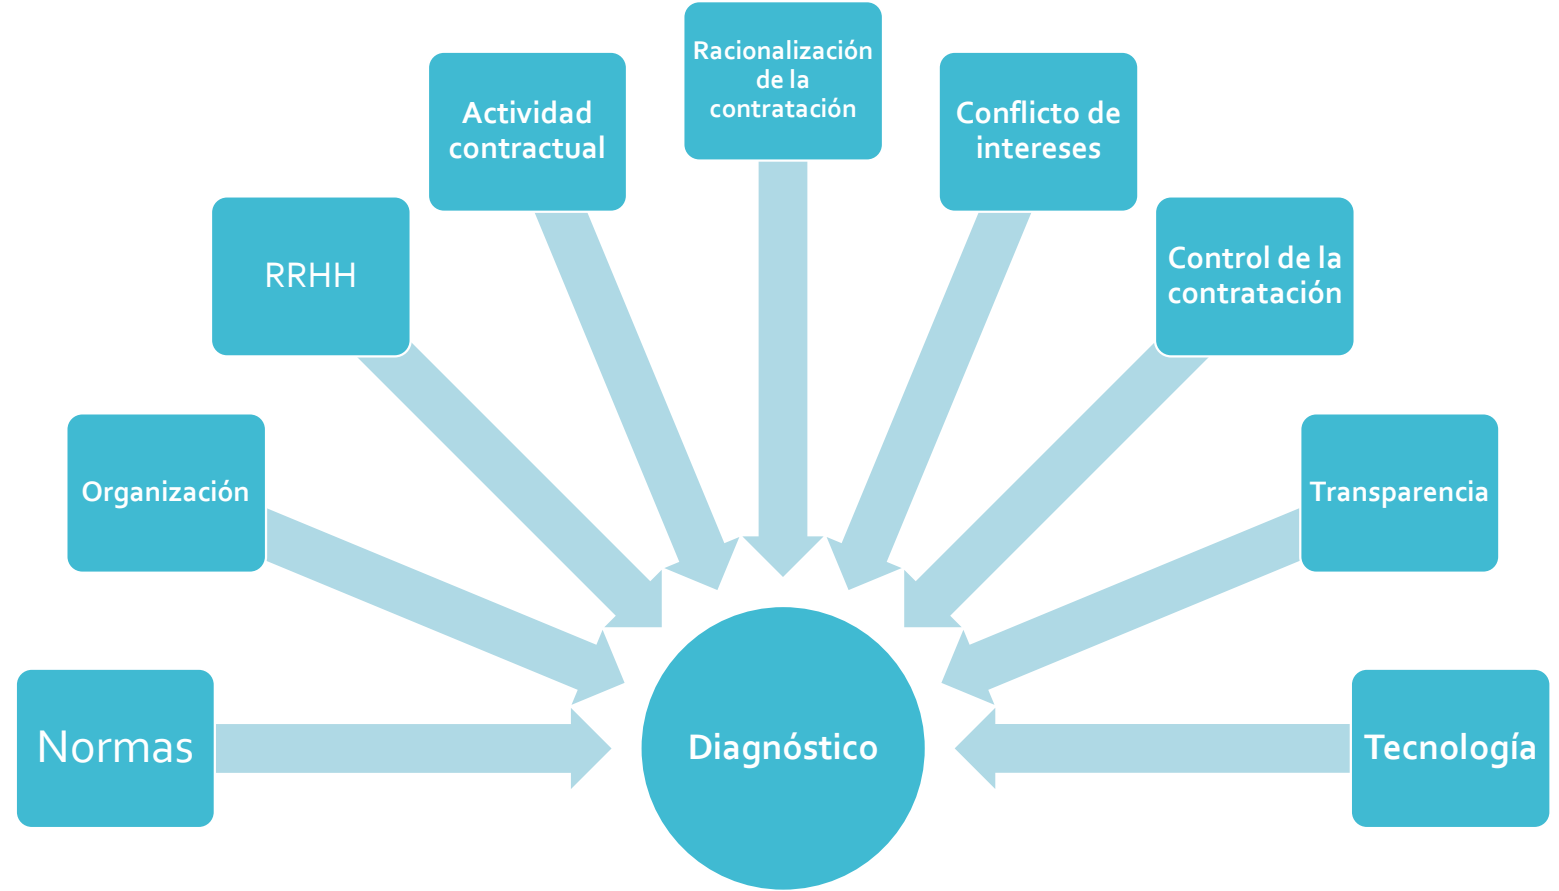 Racionalización
de la
contratación
Actividad
contractual
Conflicto de
intereses
RRHH
Control de la
contratación
Organización
Transparencia
Normas
Diagnóstico
Tecnología